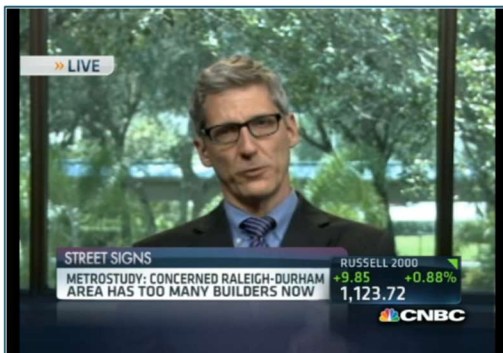 » LIVE
STREET SIGNS
METROSTUDY: CONCERNED RALEIGH-DURHAM
AREA HAS TOO MANY BUILDERS NOW
RUSSELL 2000
+9.85 +0.88%
1,123.72
CNBC